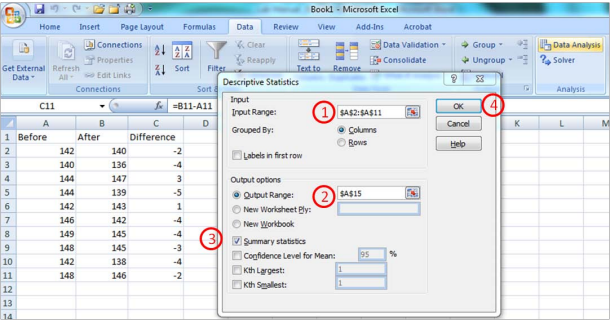 Book1 - Microsoft Excel
Home Insert Page Layout Formulas Data Review View Add-Ins Acrobat
Get External Data
Refresh All
Connections
Properties
Edit Links
Connections
Sort
Filter
Clear
Reapply
Text to
Remove
Data Validation
Consolidate
Group
Ungroup
Data Analysis
Solver
Analysis
C11
fx =B11-A11
Descriptive Statistics
Input
Input Range: 1 $A$2:$A$11
Grouped By: Columns
Rows
Labels in first row
OK 4
Cancel
Help
Output options
Output Range: 2 $A$15
New Worksheet Ply:
New Workbook
3 Summary statistics
Confidence Level for Mean: 95 %
Kth Largest: 1
Kth Smallest: 1
A B C D K L M
1 Before After Difference
2 142 140 -2
3 140 136 -4
4 144 147 3
5 144 139 -5
6 142 143 1
7 146 142 -4
8 149 145 -4
9 148 145 -3
10 142 138 -4
11 148 146 -2
12
13
14